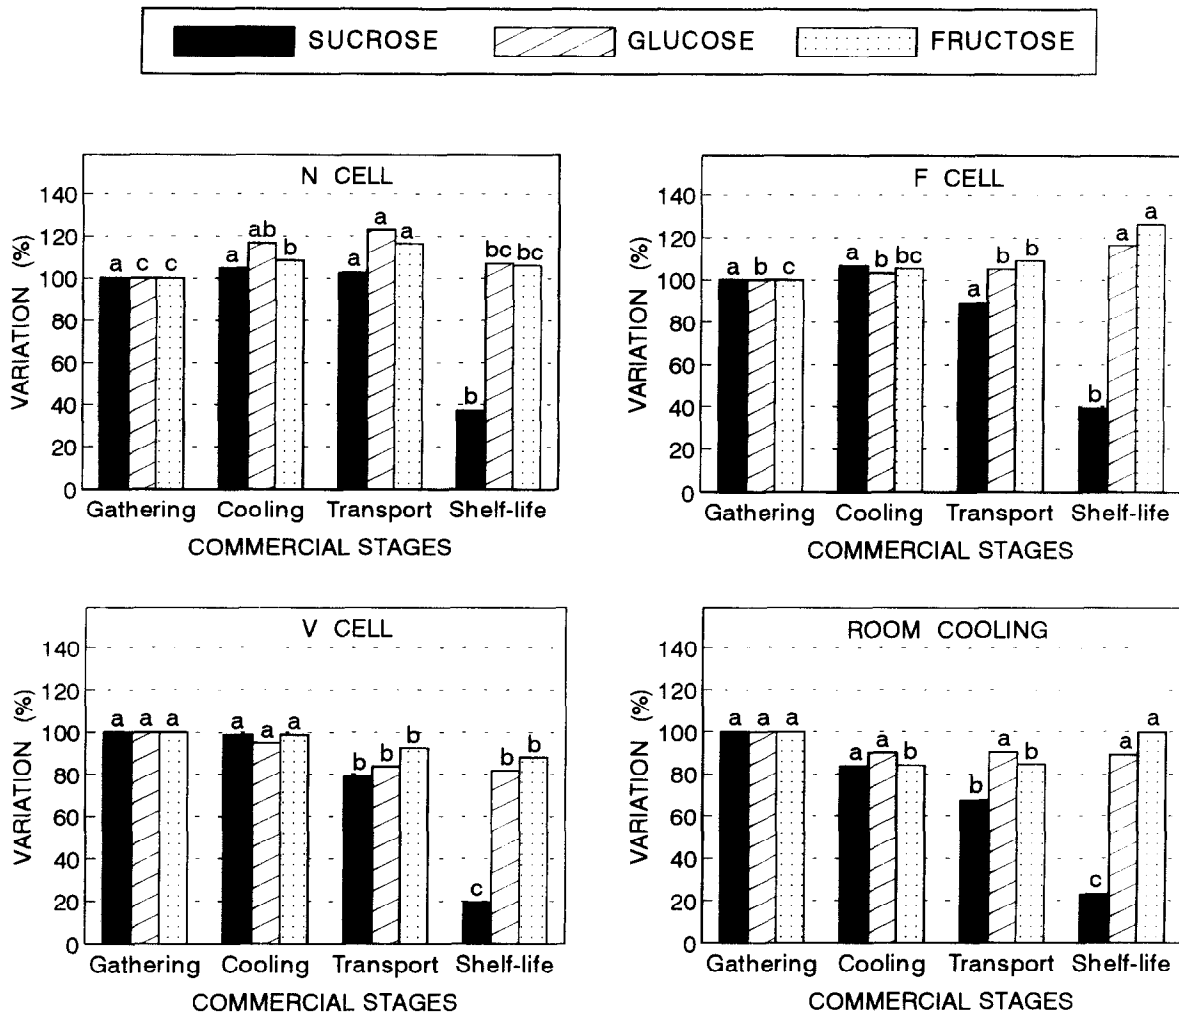 SUCROSE GLUCOSE FRUCTOSE
N CELL
VARIATION (%)
140
120
100
80
60
40
20
0
a c c a ab b a a a b bc bc
Gathering Cooling Transport Shelf-life
COMMERCIAL STAGES
F CELL
VARIATION (%)
140
120
100
80
60
40
20
0
a b c a b bc a b b b a a
Gathering Cooling Transport Shelf-life
COMMERCIAL STAGES
V CELL
VARIATION (%)
140
120
100
80
60
40
20
0
a a a a a a b b b c b b
Gathering Cooling Transport Shelf-life
COMMERCIAL STAGES
ROOM COOLING
VARIATION (%)
140
120
100
80
60
40
20
0
a a a a a b b a b c a a
Gathering Cooling Transport Shelf-life
COMMERCIAL STAGES